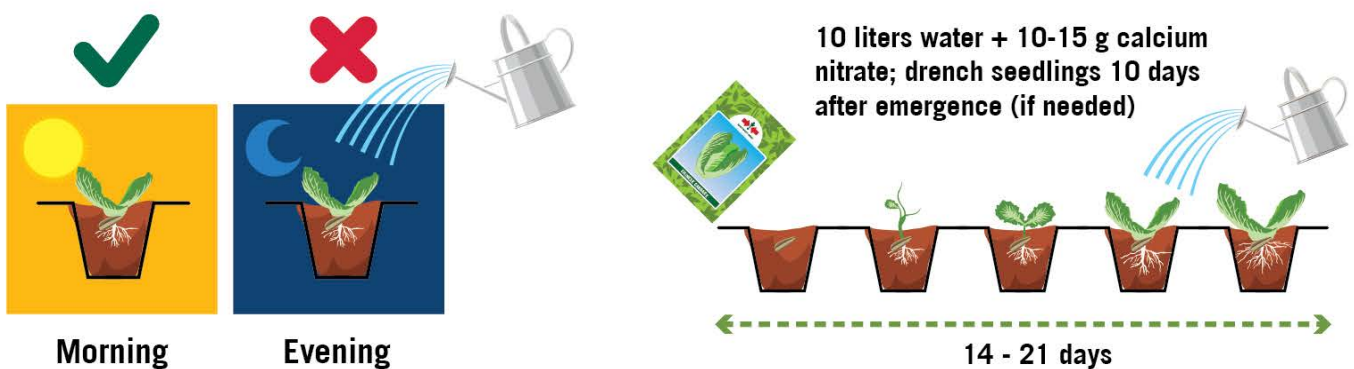 Morning
Evening
10 liters water + 10-15 g calcium
nitrate; drench seedlings 10 days
after emergence (if needed)
14 - 21 days